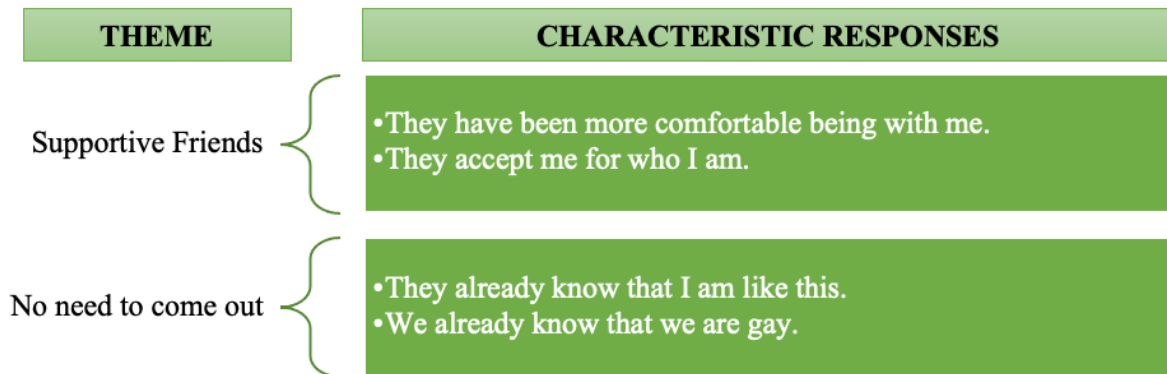 THEME
CHARACTERISTIC RESPONSES
Supportive Friends
•They have been more comfortable being with me.
•They accept me for who I am.
No need to come out
•They already know that I am like this.
•We already know that we are gay.